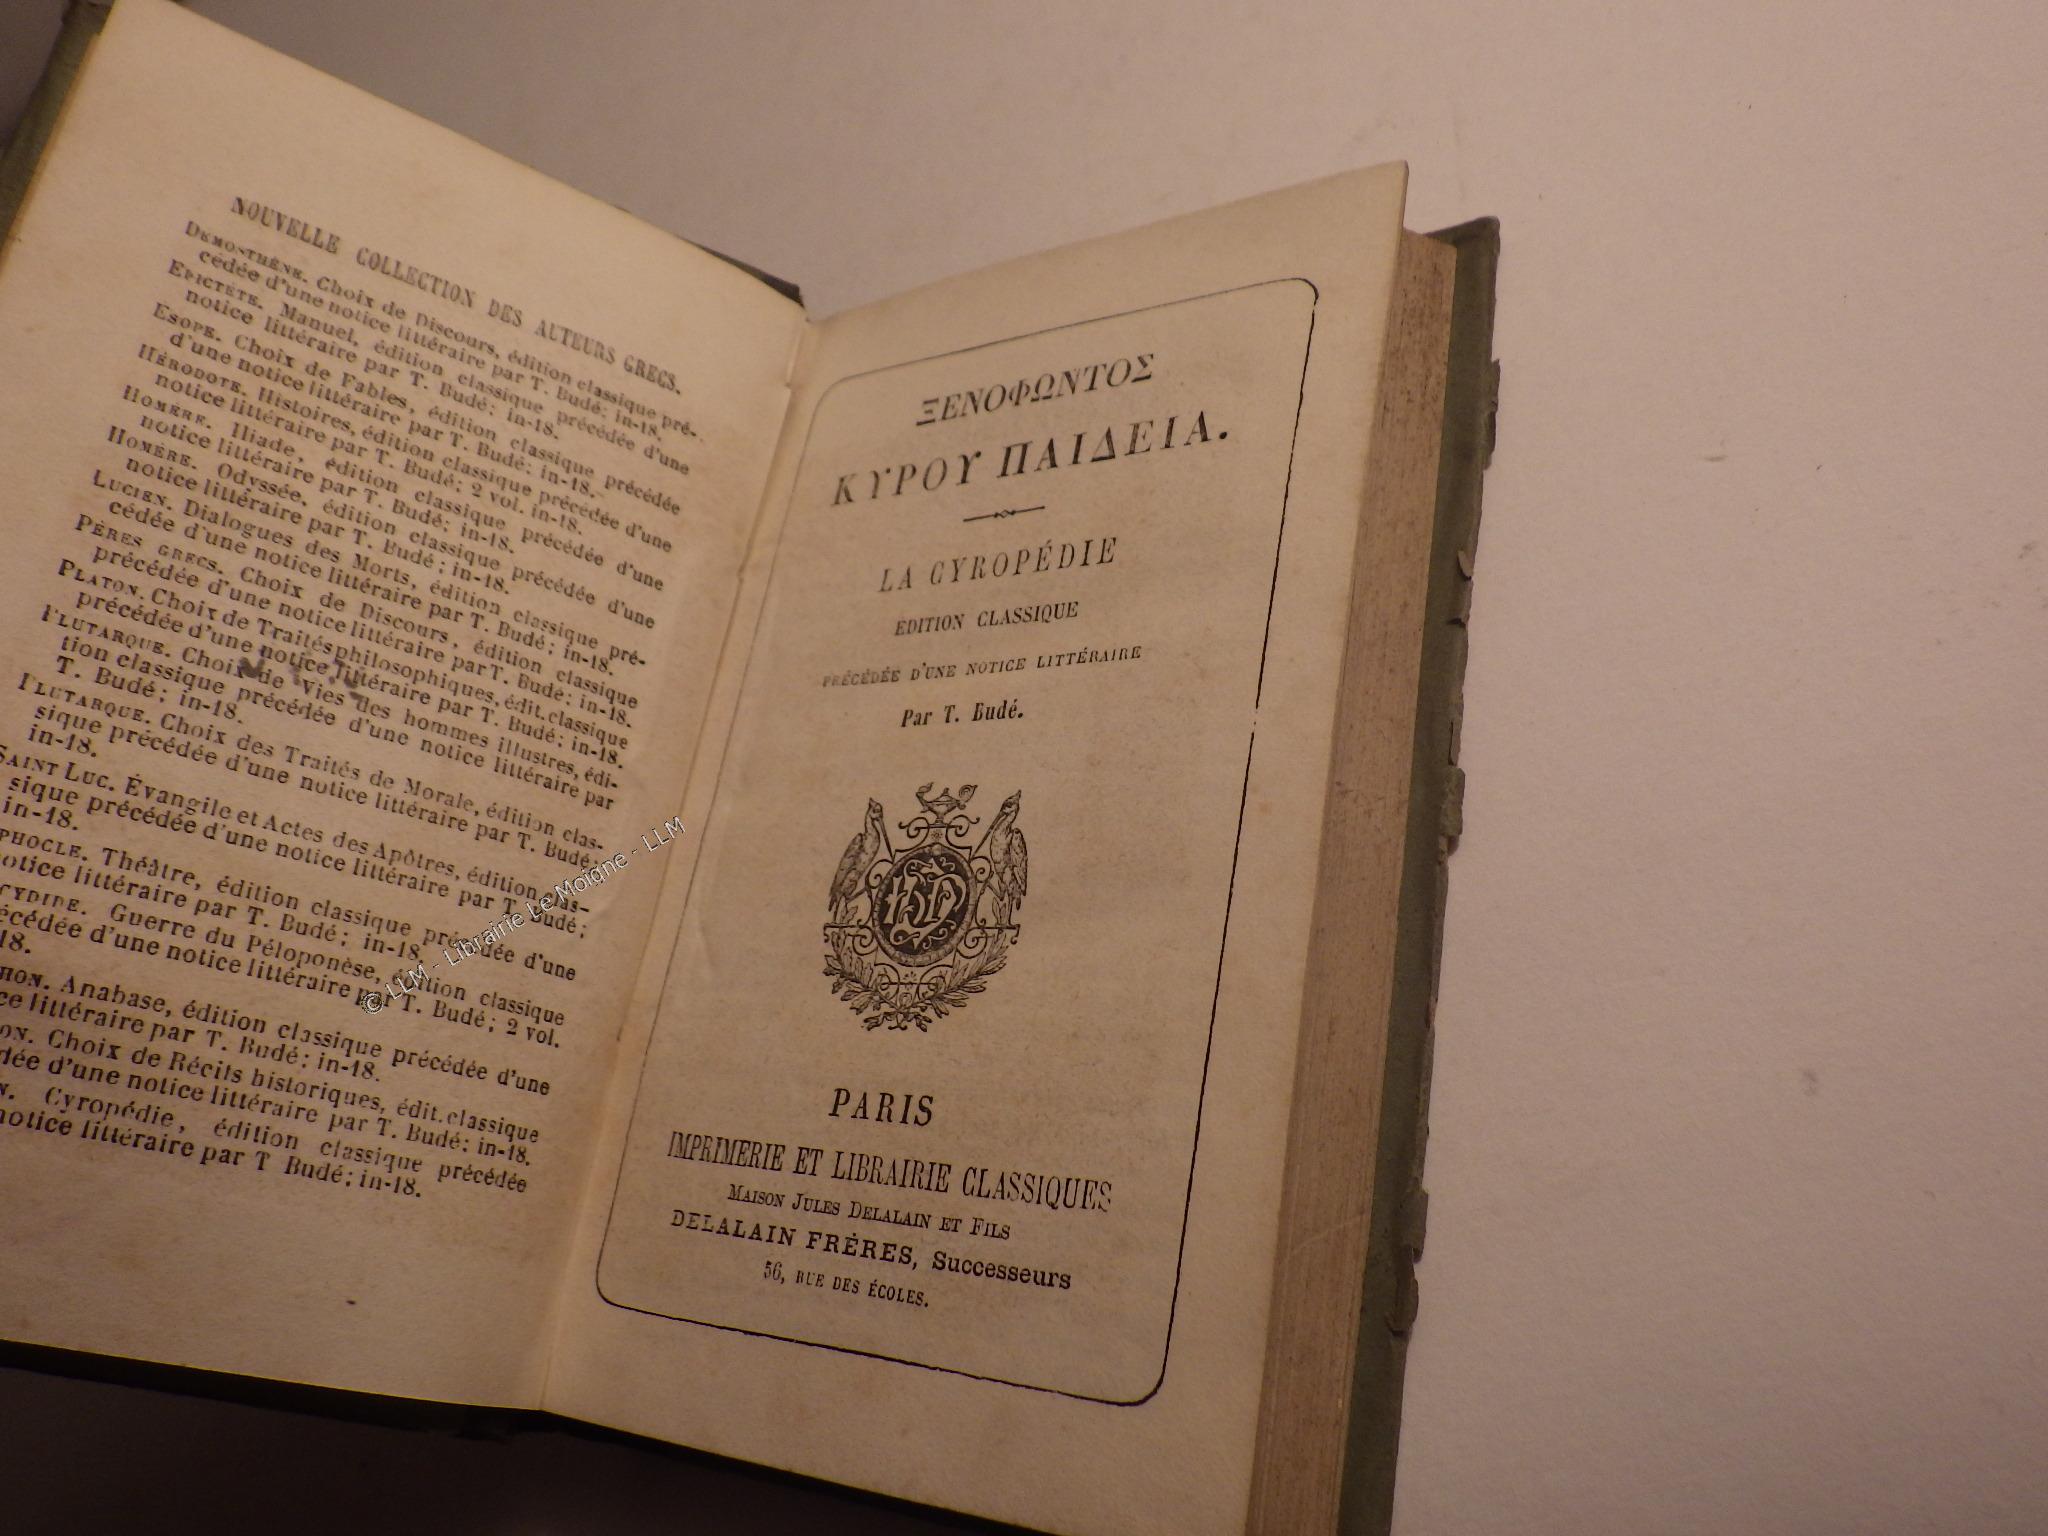 NOUVELLE COLLECTION DES AUTEURS GRECS.
DÉMOSTHÈNE. Choix de Discours, édition classique pré-
cédée d'une notice littéraire par T. Budé; in-18.
EPICTÈTE. Manuel, édition classique précédée d'une
notice littéraire par T. Budé; in-18.
ÉSOPE. Choix de Fables, édition classique précédée
d'une notice littéraire par T. Budé; in-18.
HÉRODOTE. Histoires, édition classique précédée d'une
notice littéraire par T. Budé; 2 vol. in-18.
HOMÈRE. Iliade, édition classique précédée d'une
notice littéraire par T. Budé; in-18.
HOMÈRE. Odyssée, édition classique précédée d'une
notice littéraire par T. Budé; in-18.
LUCIEN. Dialogues des Morts, édition classique pré-
cédée d'une notice littéraire par T. Budé; in-18.
PÈRES GRECS. Choix de Discours, édition classique
précédée d'une notice littéraire par T. Budé; in-18.
PLATON. Choix de Traités philosophiques, édit. classique
précédée d'une notice littéraire par T. Budé; in-18.
PLUTARQUE. Choix de Vies des hommes illustres, édi-
tion classique précédée d'une notice littéraire par
T. Budé; in-18.
PLUTARQUE. Choix des Traités de Morale, édition clas-
sique précédée d'une notice littéraire par T. Budé;
in-18.
SAINT LUC. Évangile et Actes des Apôtres, édition clas-
sique précédée d'une notice littéraire par T. Budé;
in-18.
PHOCLE. Théâtre, édition classique précédée d'une
notice littéraire par T. Budé; in-18.
CYDIDE. Guerre du Péloponèse, édition classique
écédée d'une notice littéraire par T. Budé; 2 vol.
18.
HON. Anabase, édition classique précédée d'une
ce littéraire par T. Budé; in-18.
ON. Choix de Récits historiques, édit. classique
dée d'une notice littéraire par T. Budé; in-18.
N. Cyropédie, édition classique précédée
notice littéraire par T Budé; in-18.
© LLM - Librairie Le Moigne - LLM
ΞΕΝΟΦΩΝΤΟΣ
ΚΥΡΟΥ ΠΑΙΔΕΙΑ.
LA CYROPÉDIE
ÉDITION CLASSIQUE
PRÉCÉDÉE D'UNE NOTICE LITTÉRAIRE
Par T. Budé.
PARIS
IMPRIMERIE ET LIBRAIRIE CLASSIQUES
MAISON JULES DELALAIN ET FILS
DELALAIN FRÈRES, Successeurs
56, RUE DES ÉCOLES.